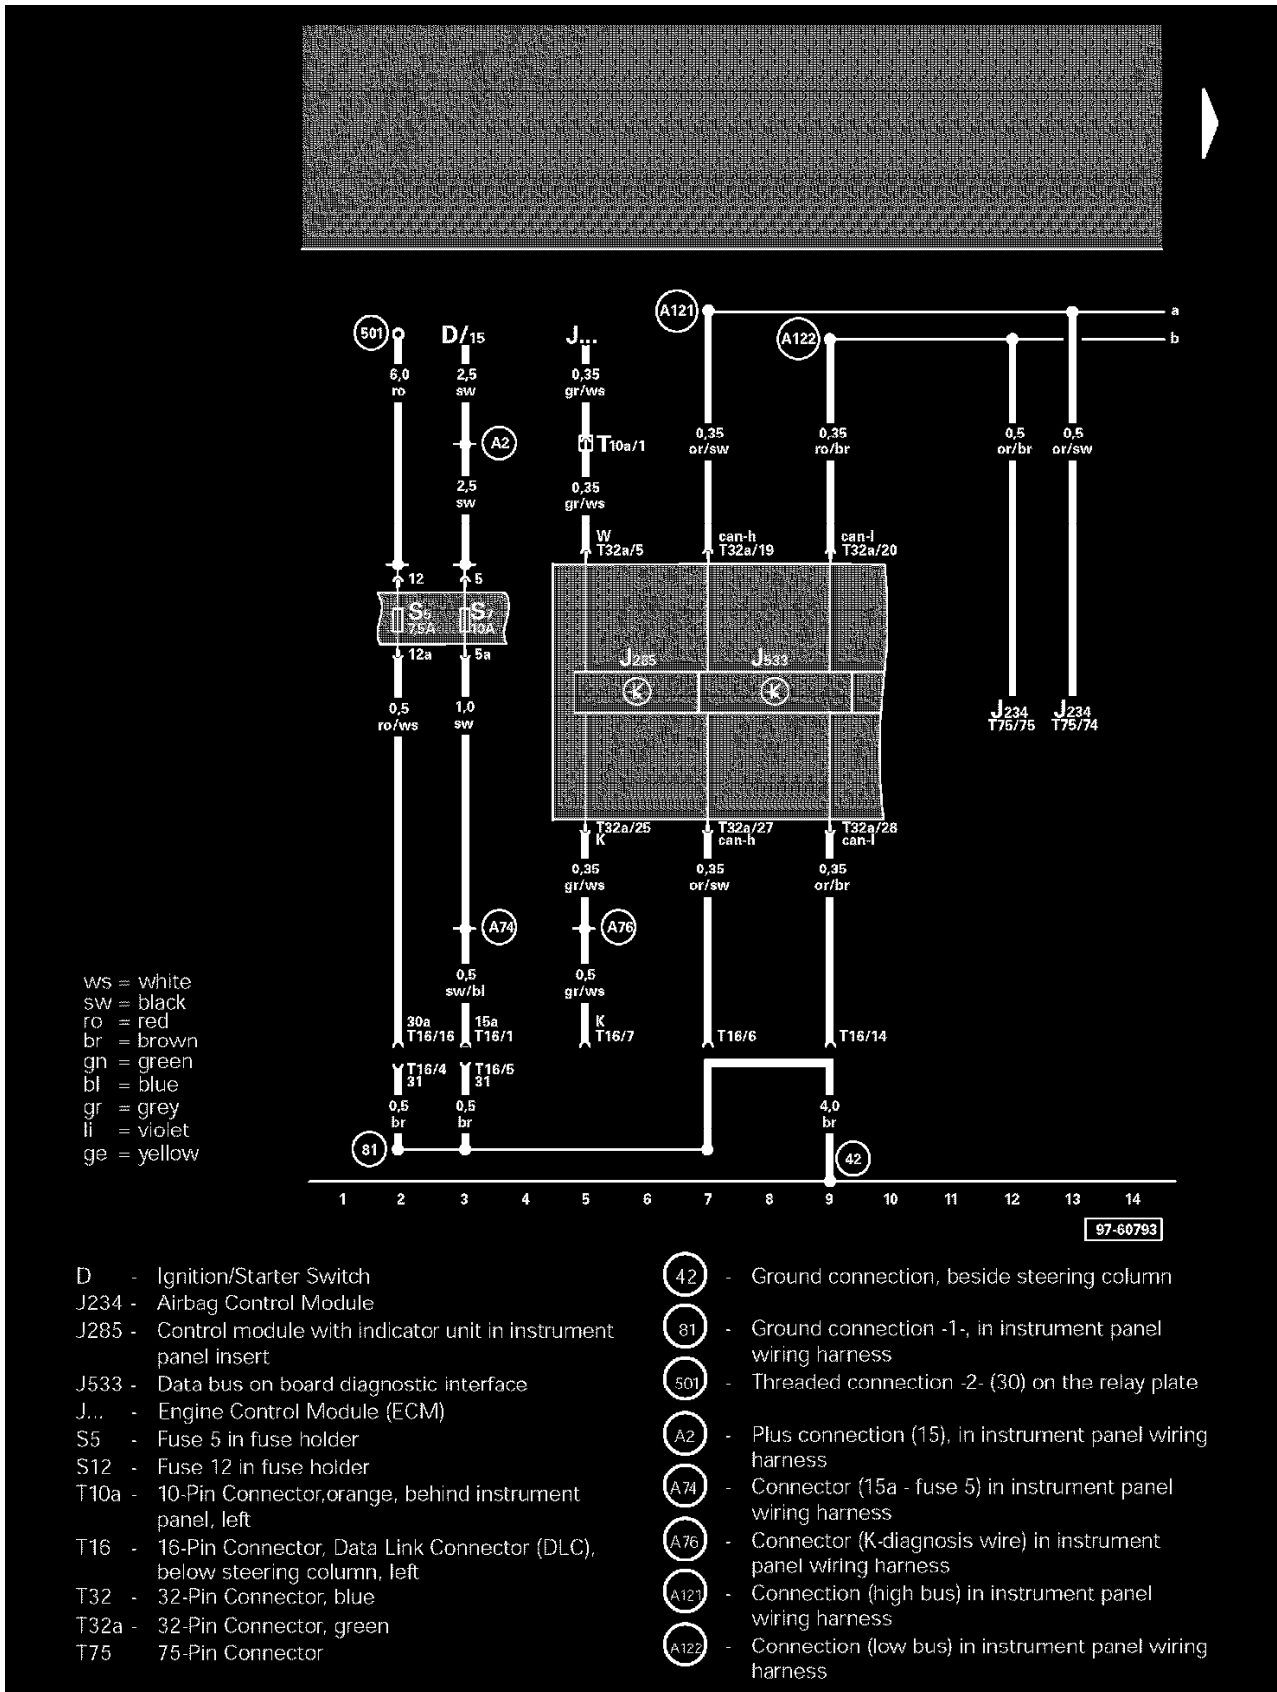 A121
a
501
D/15
J...
A122
b
6,0
ro
2,5
sw
0,35
gr/ws
A2
T10a/1
0,35
or/sw
0,35
ro/br
0,5
or/br
0,5
or/sw
2,5
sw
0,35
gr/ws
W
T32a/5
can-h
T32a/19
can-l
T32a/20
12
5
S5
7,5A
S7
10A
12a
5a
J285
J533
K
K
0,5
ro/ws
1,0
sw
J234
T75/75
J234
T75/74
T32a/25
K
T32a/27
can-h
T32a/28
can-l
0,35
gr/ws
0,35
or/sw
0,35
or/br
A74
A76
0,5
sw/bl
0,5
gr/ws
ws = white
sw = black
ro = red
br = brown
gn = green
bl = blue
gr = grey
li = violet
ge = yellow
30a
T16/16
15a
T16/1
K
T16/7
T16/6
T16/14
T16/4
31
T16/5
31
0,5
br
0,5
br
4,0
br
81
42
1 2 3 4 5 6 7 8 9 10 11 12 13 14
97-60793
D - Ignition/Starter Switch
J234 - Airbag Control Module
J285 - Control module with indicator unit in instrument
panel insert
J533 - Data bus on board diagnostic interface
J... - Engine Control Module (ECM)
S5 - Fuse 5 in fuse holder
S12 - Fuse 12 in fuse holder
T10a - 10-Pin Connector,orange, behind instrument
panel, left
T16 - 16-Pin Connector, Data Link Connector (DLC),
below steering column, left
T32 - 32-Pin Connector, blue
T32a - 32-Pin Connector, green
T75 75-Pin Connector
42 - Ground connection, beside steering column
81 - Ground connection -1-, in instrument panel
wiring harness
501 - Threaded connection -2- (30) on the relay plate
A2 - Plus connection (15), in instrument panel wiring
harness
A74 - Connector (15a - fuse 5) in instrument panel
wiring harness
A76 - Connector (K-diagnosis wire) in instrument
panel wiring harness
A121 - Connection (high bus) in instrument panel
wiring harness
A122 - Connection (low bus) in instrument panel wiring
harness